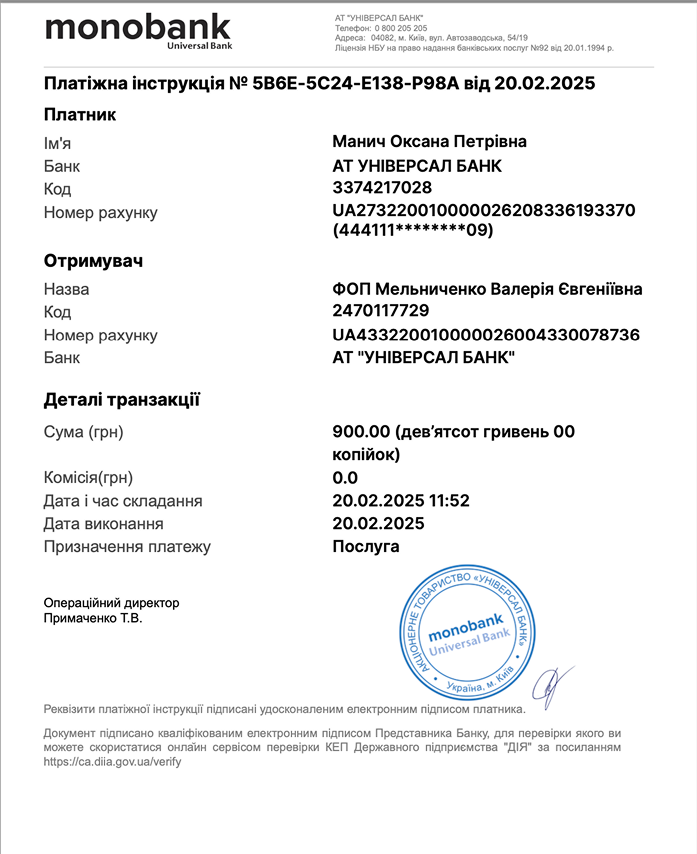 monobank
Universal Bank
АТ "УНІВЕРСАЛ БАНК"
Телефон: 0 800 205 205
Адреса: 04082, м. Київ, вул. Автозаводська, 54/19
Ліцензія НБУ на право надання банківських послуг №92 від 20.01.1994 р.
Платіжна інструкція № 5B6E-5C24-E138-P98A від 20.02.2025
Платник
Ім'я Манич Оксана Петрівна
Банк АТ УНІВЕРСАЛ БАНК
Код 3374217028
Номер рахунку UA273220010000026208336193370
(444111********09)
Отримувач
Назва ФОП Мельниченко Валерія Євгеніївна
Код 2470117729
Номер рахунку UA433220010000026004330078736
Банк АТ "УНІВЕРСАЛ БАНК"
Деталі транзакції
Сума (грн) 900.00 (дев’ятсот гривень 00
копійок)
Комісія(грн) 0.0
Дата і час складання 20.02.2025 11:52
Дата виконання 20.02.2025
Призначення платежу Послуга
Операційний директор
Примаченко Т.В.
АКЦІОНЕРНЕ ТОВАРИСТВО «УНІВЕРСАЛ БАНК»
monobank
Universal Bank
Україна, м. Київ
Реквізити платіжної інструкції підписані удосконаленим електронним підписом платника.
Документ підписано кваліфікованим електронним підписом Представника Банку, для перевірки якого ви
можете скористатися онлайн сервісом перевірки КЕП Державного підприємства "ДІЯ" за посиланням
https://ca.diia.gov.ua/verify